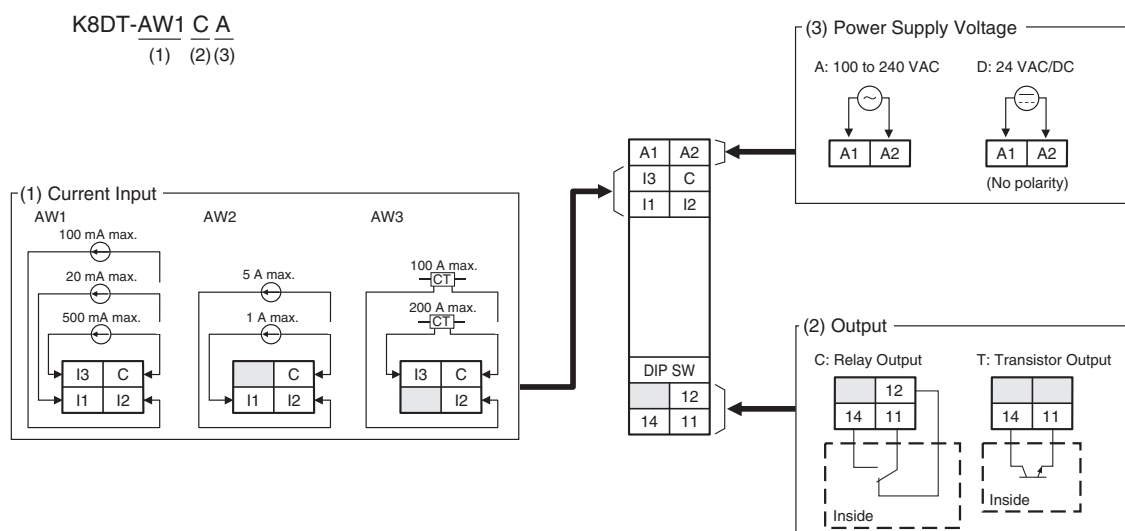 K8DT-AW1 C A
(1) (2) (3)
(1) Current Input
AW1
100 mA max.
20 mA max.
500 mA max.
I3 C
I1 I2
AW2
5 A max.
1 A max.
C
I1 I2
AW3
100 A max.
CT
200 A max.
CT
I3 C
I2
A1 A2
I3 C
I1 I2
DIP SW
12
14 11
(3) Power Supply Voltage
A: 100 to 240 VAC
A1 A2
D: 24 VAC/DC
A1 A2
(No polarity)
(2) Output
C: Relay Output
12
14 11
Inside
T: Transistor Output
14 11
Inside